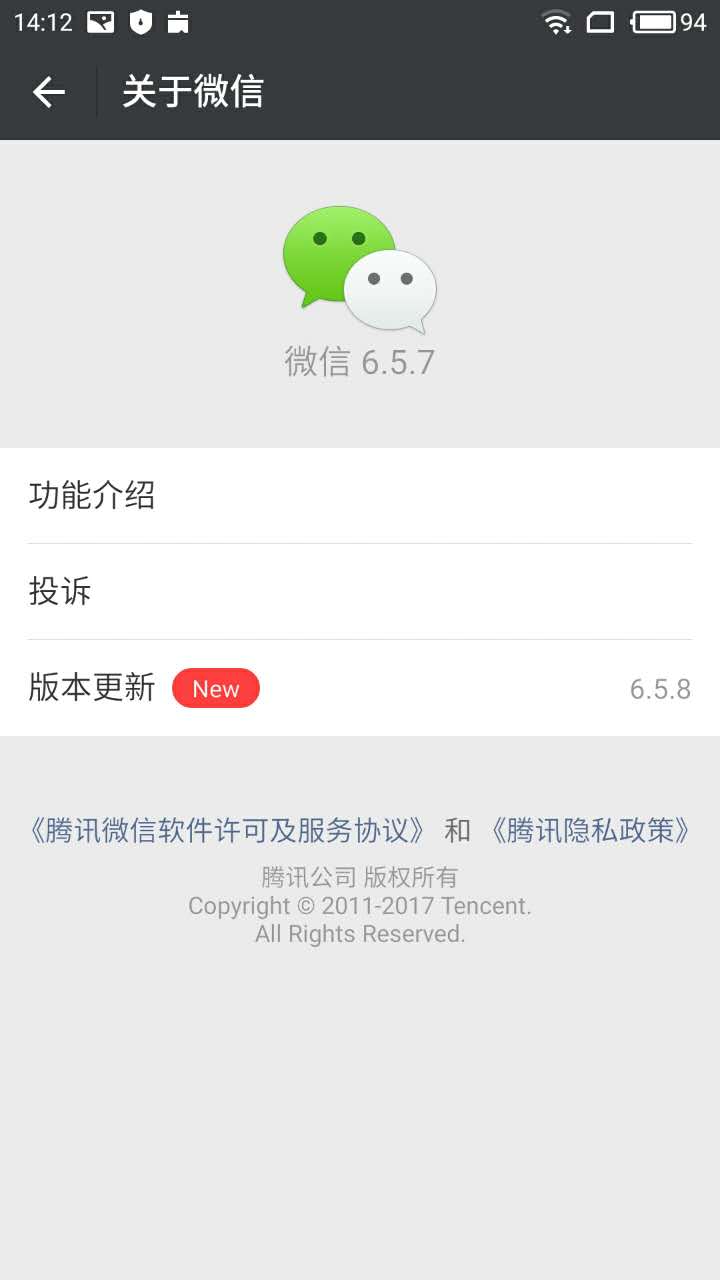 14:12 94
关于微信
微信 6.5.7
功能介绍
投诉
版本更新 New 6.5.8
《腾讯微信软件许可及服务协议》 和 《腾讯隐私政策》
腾讯公司 版权所有
Copyright © 2011-2017 Tencent.
All Rights Reserved.